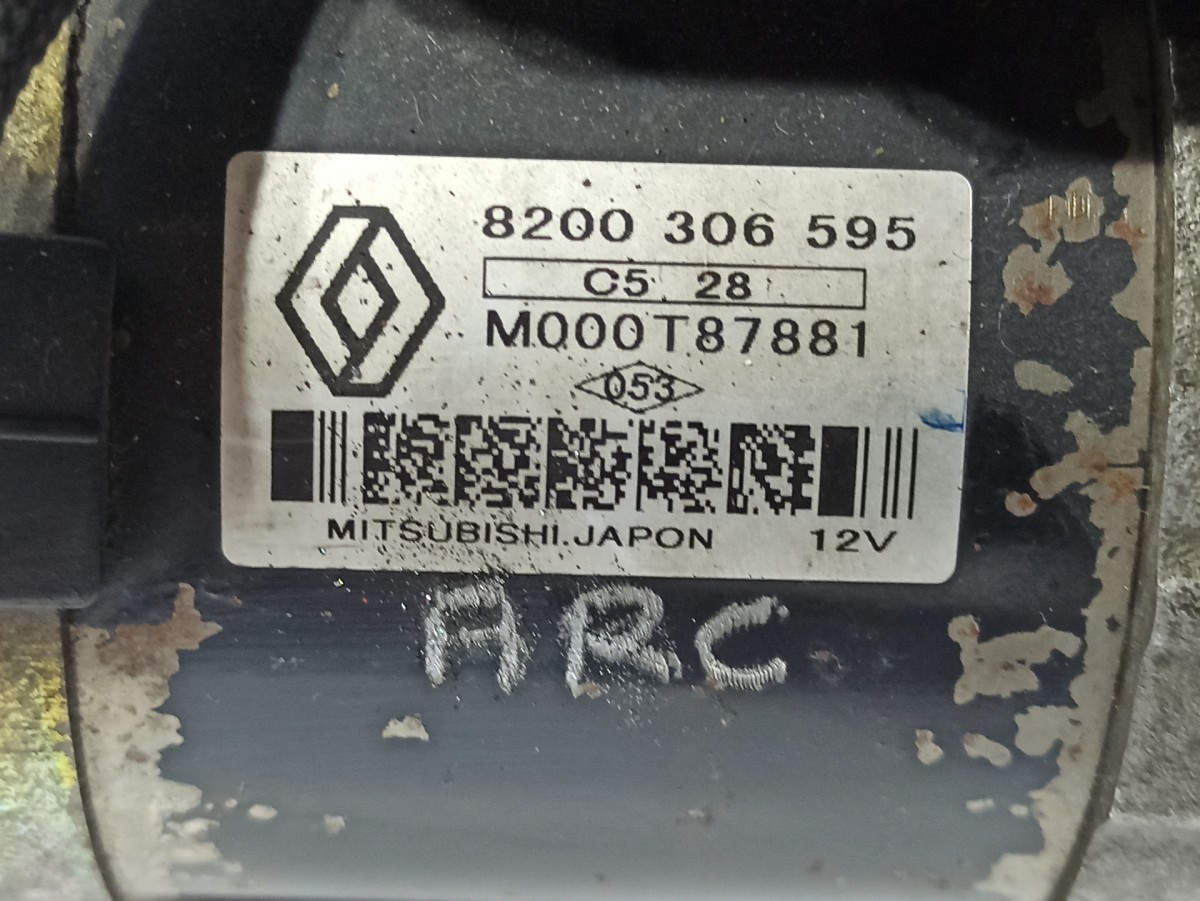 8200 306 595
C5 28
M000T87881
053
MITSUBISHI.JAPON 12V
ARC